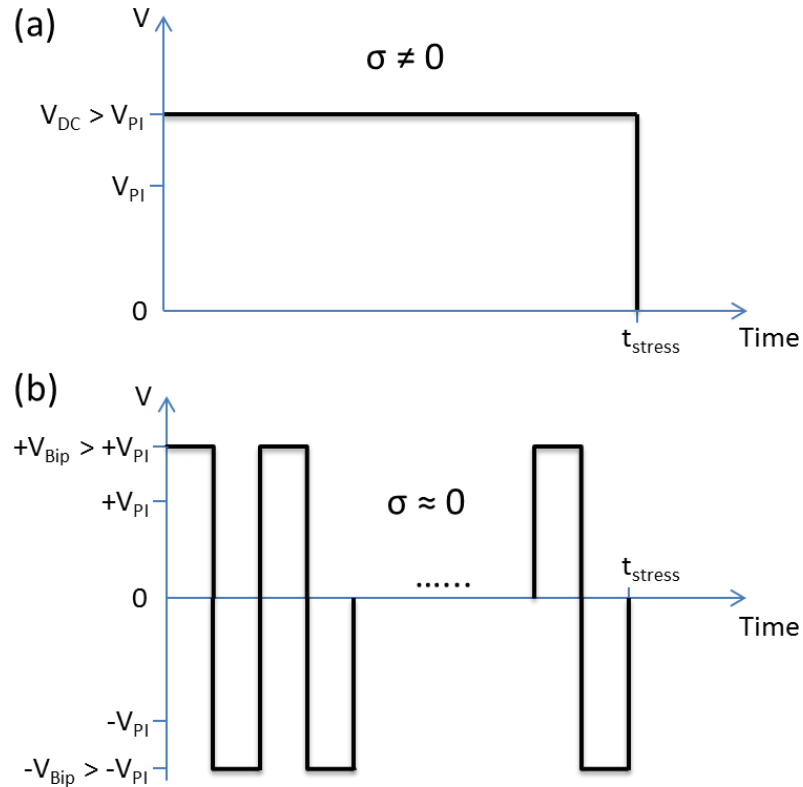 (a)
V
σ ≠ 0
V_DC > V_PI
V_PI
0
t_stress
Time
(b)
V
+V_Bip > +V_PI
+V_PI
σ ≈ 0
......
t_stress
0
Time
-V_PI
-V_Bip > -V_PI